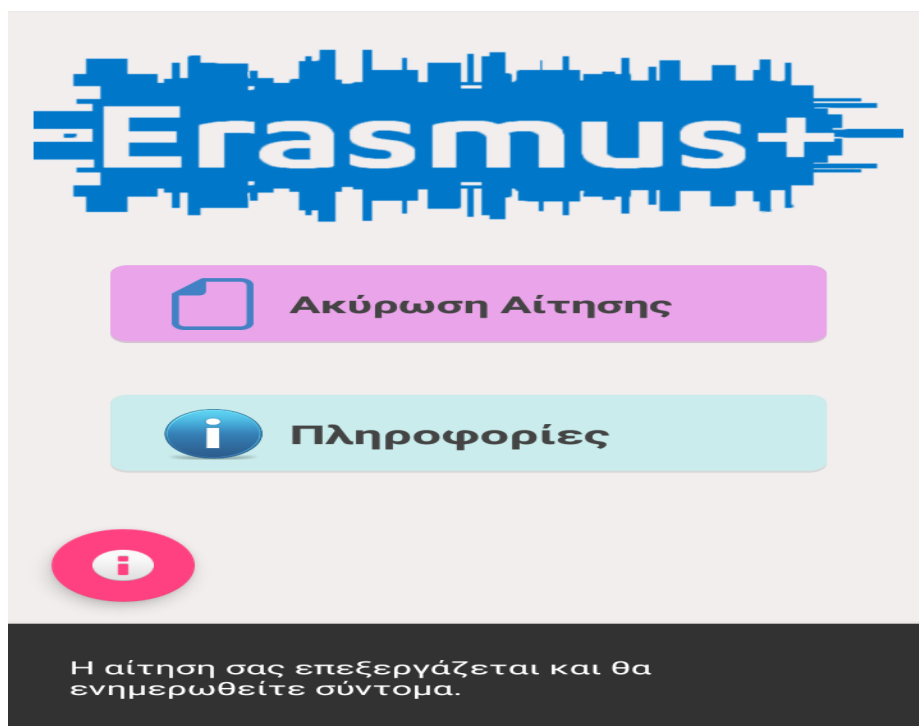 Erasmus+
Ακύρωση Αίτησης
Πληροφορίες
Η αίτηση σας επεξεργάζεται και θα
ενημερωθείτε σύντομα.